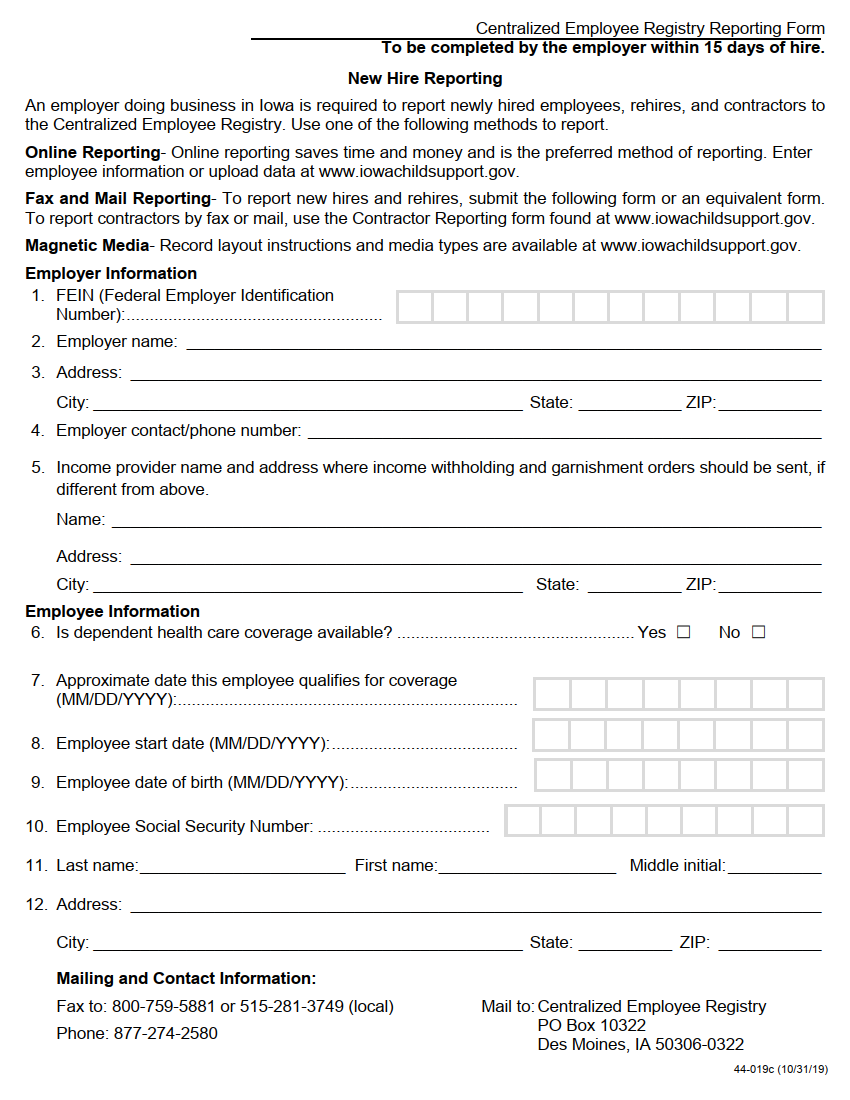 Centralized Employee Registry Reporting Form
To be completed by the employer within 15 days of hire.
New Hire Reporting
An employer doing business in Iowa is required to report newly hired employees, rehires, and contractors to
the Centralized Employee Registry. Use one of the following methods to report.
Online Reporting- Online reporting saves time and money and is the preferred method of reporting. Enter
employee information or upload data at www.iowachildsupport.gov.
Fax and Mail Reporting- To report new hires and rehires, submit the following form or an equivalent form.
To report contractors by fax or mail, use the Contractor Reporting form found at www.iowachildsupport.gov.
Magnetic Media- Record layout instructions and media types are available at www.iowachildsupport.gov.
Employer Information
1. FEIN (Federal Employer Identification
Number):
2. Employer name:
3. Address:
City: State: ZIP:
4. Employer contact/phone number:
5. Income provider name and address where income withholding and garnishment orders should be sent, if
different from above.
Name:
Address:
City: State: ZIP:
Employee Information
6. Is dependent health care coverage available? Yes ☐ No ☐
7. Approximate date this employee qualifies for coverage
(MM/DD/YYYY):
8. Employee start date (MM/DD/YYYY):
9. Employee date of birth (MM/DD/YYYY):
10. Employee Social Security Number:
11. Last name: First name: Middle initial:
12. Address:
City: State: ZIP:
Mailing and Contact Information:
Fax to: 800-759-5881 or 515-281-3749 (local) Mail to: Centralized Employee Registry
PO Box 10322
Phone: 877-274-2580
Des Moines, IA 50306-0322
44-019c (10/31/19)